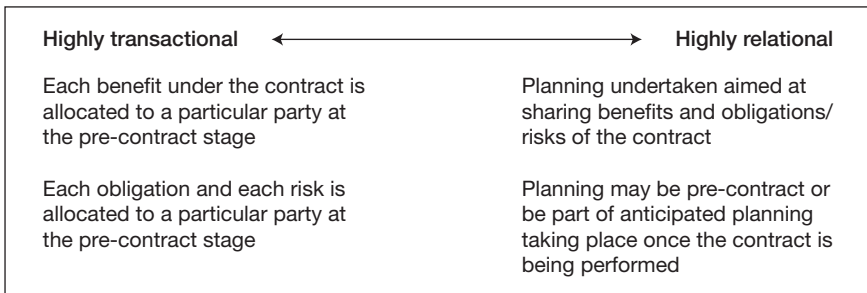 Highly transactional Highly relational
Each benefit under the contract is
allocated to a particular party at
the pre-contract stage
Planning undertaken aimed at
sharing benefits and obligations/
risks of the contract
Each obligation and each risk is
allocated to a particular party at
the pre-contract stage
Planning may be pre-contract or
be part of anticipated planning
taking place once the contract is
being performed